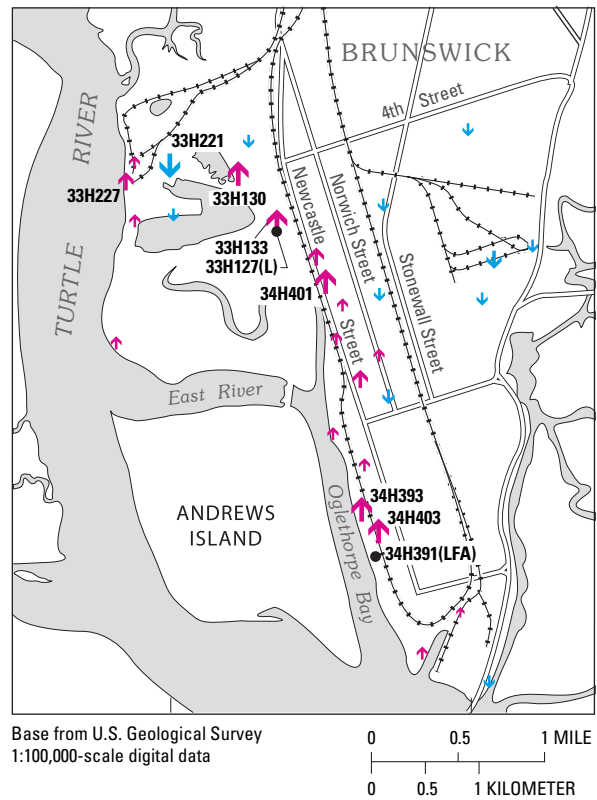 BRUNSWICK
4th Street
RIVER
33H221
33H227
33H130
Newcastle
Norwich Street
33H133
33H127(L)
34H401
TURTLE
Stonewall Street
Street
East River
34H393
34H403
ANDREWS
ISLAND
34H391(LFA)
Oglethorpe Bay
Base from U.S. Geological Survey
1:100,000-scale digital data
0 0.5 1 MILE
0 0.5 1 KILOMETER